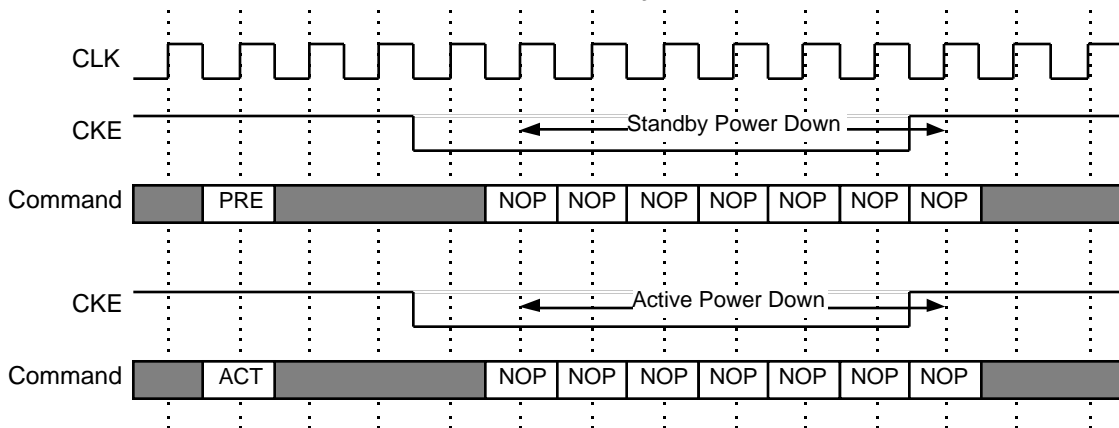 CLK
CKE
Standby Power Down
Command
PRE
NOP NOP NOP NOP NOP NOP NOP
CKE
Active Power Down
Command
ACT
NOP NOP NOP NOP NOP NOP NOP